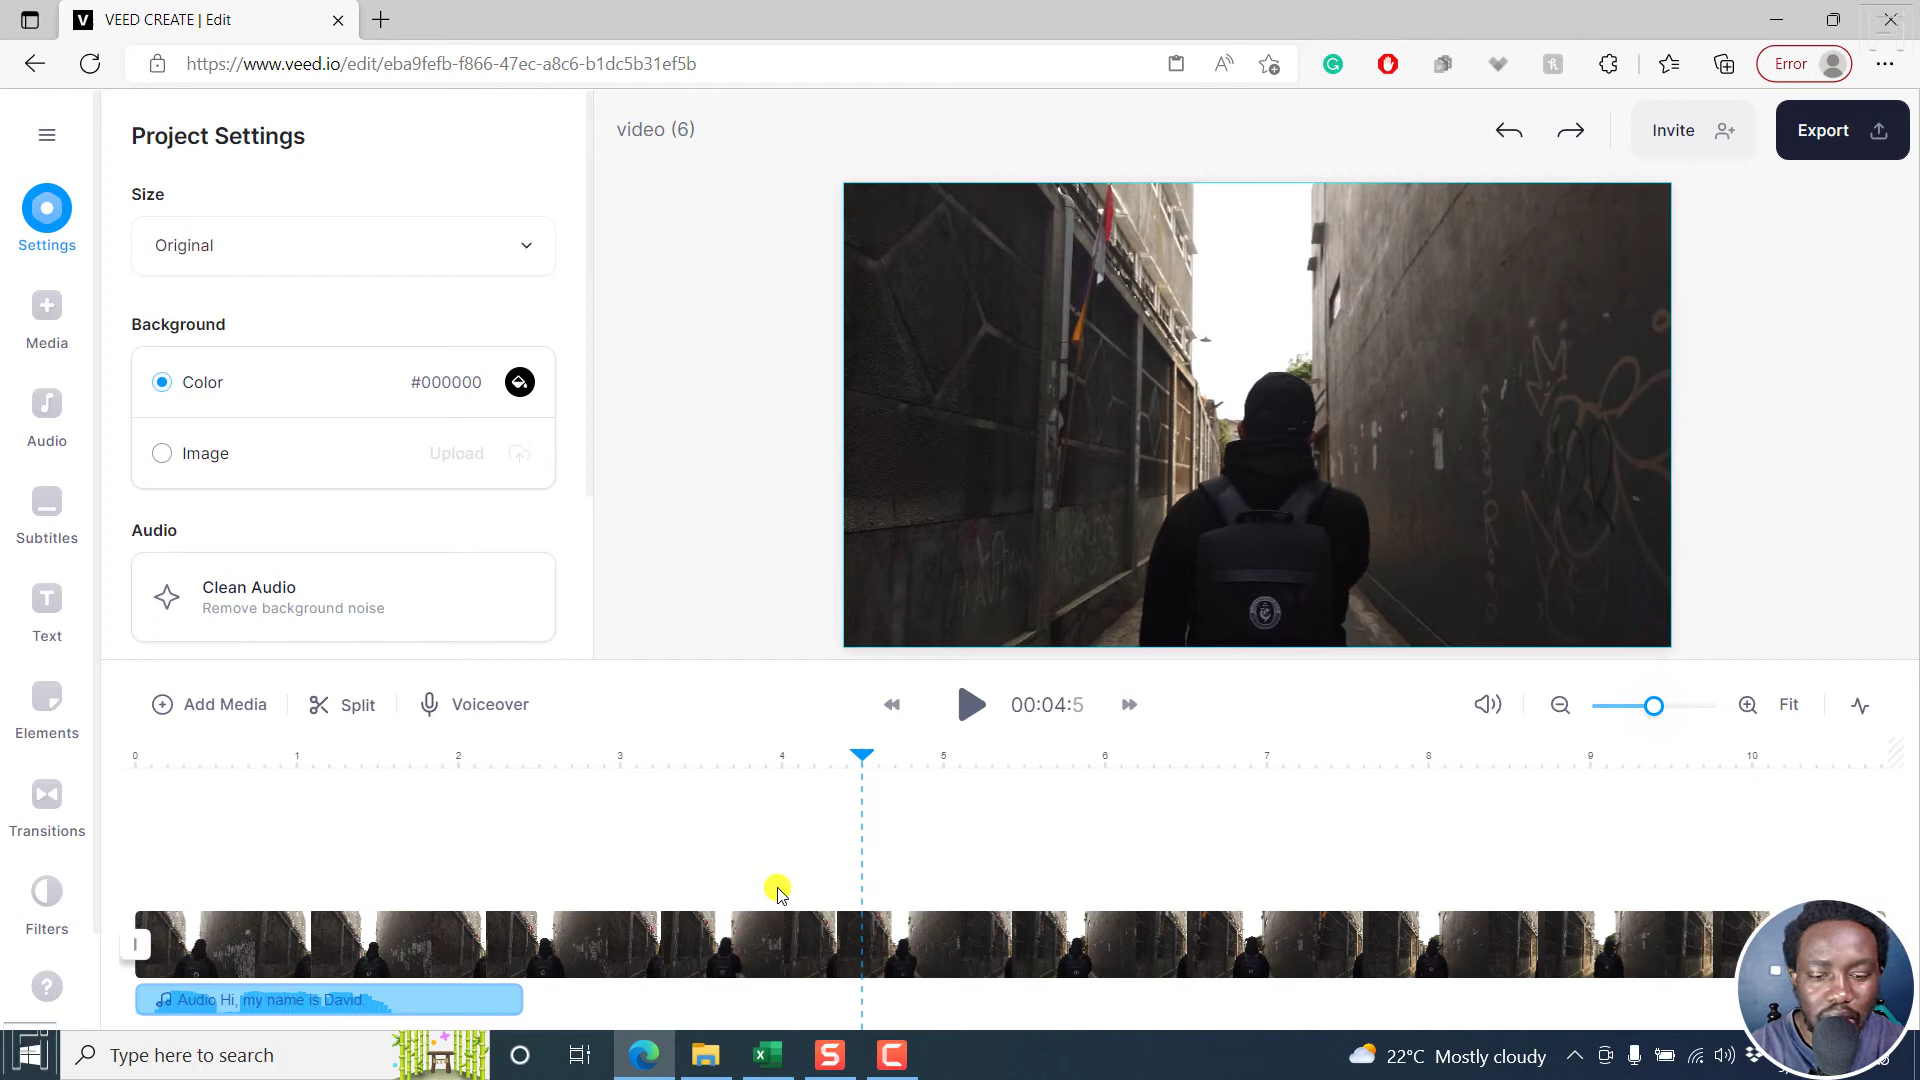 VEED CREATE | Edit
https://www.veed.io/edit/eba9fefb-f866-47ec-a8c6-b1dc5b31ef5b
Error
Project Settings
video (6)
Invite
Export
Size
Original
Settings
Background
Media
Color
#000000
Audio
Image
Upload
Subtitles
Audio
Clean Audio
Remove background noise
Text
Add Media
Split
Voiceover
00:04:5
Fit
Elements
0 1 2 3 4 5 6 7 8 9 10
Transitions
Filters
Audio Hi, my name is David.
Type here to search
22°C Mostly cloudy